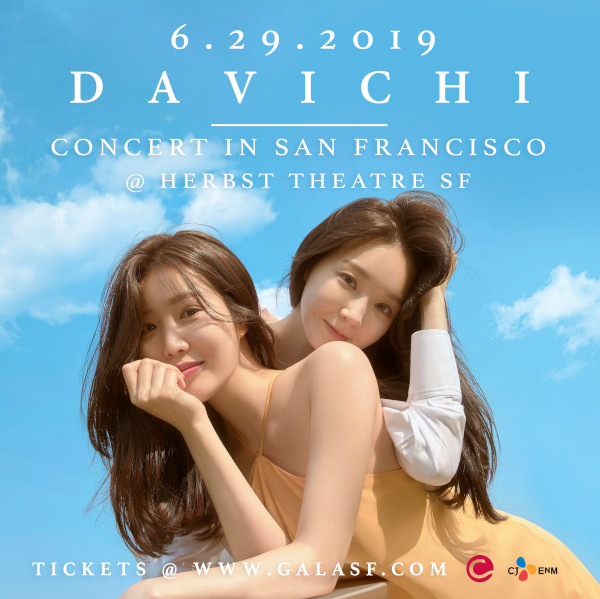 6.29.2019
DAVICHI
CONCERT IN SAN FRANCISCO
@ HERBST THEATRE SF
TICKETS @ WWW.GALASF.COM
CJ ENM